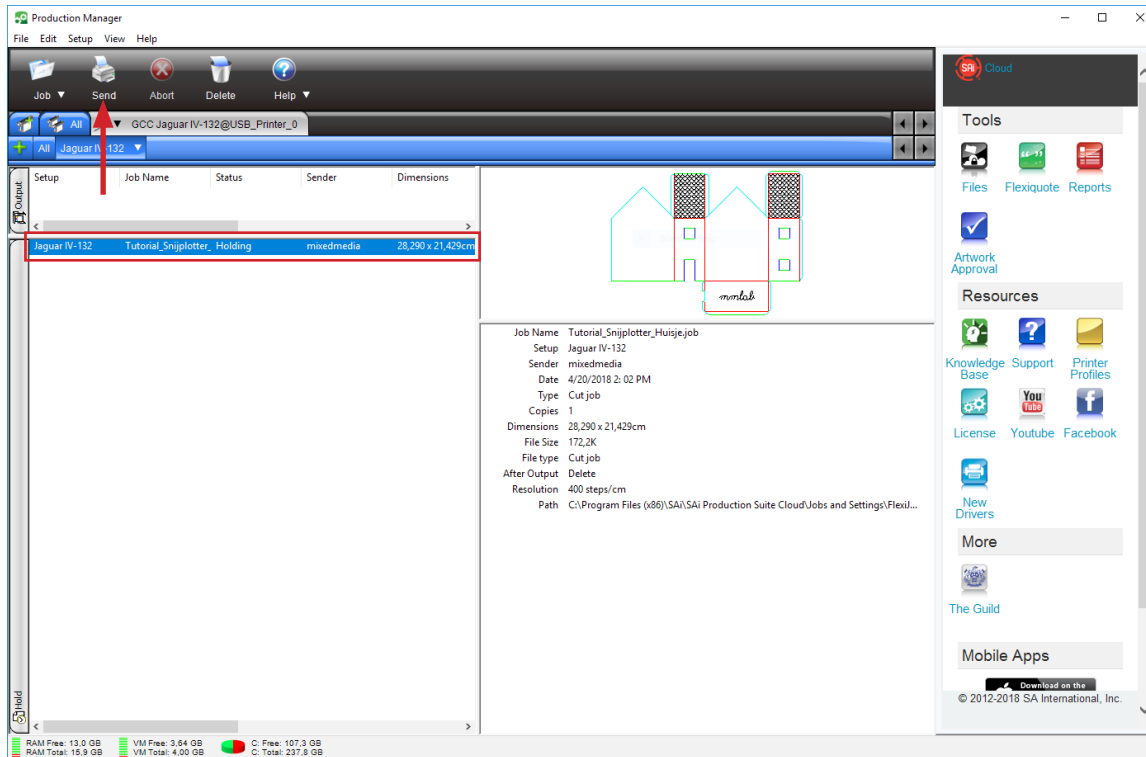 Production Manager
File Edit Setup View Help
Job Send Abort Delete Help
All GCC Jaguar IV-132@USB_Printer_0
All Jaguar IV-132
Output
Setup Job Name Status Sender Dimensions
Jaguar IV-132 Tutorial_Snijplotter_ Holding mixedmedia 28,290 x 21,429cm
Hold
mmlab
Job Name Tutorial_Snijplotter_Huisje.job
Setup Jaguar IV-132
Sender mixedmedia
Date 4/20/2018 2: 02 PM
Type Cut job
Copies 1
Dimensions 28,290 x 21,429cm
File Size 172,2K
File type Cut job
After Output Delete
Resolution 400 steps/cm
Path C:\Program Files (x86)\SAi\SAi Production Suite Cloud\Jobs and Settings\FlexiJ...
SAi Cloud
Tools
Files Flexiquote Reports
Artwork
Approval
Resources
Knowledge Support Printer
Base Profiles
You
Tube
License Youtube Facebook
New
Drivers
More
The Guild
Mobile Apps
Download on the
© 2012-2018 SA International, Inc.
RAM Free: 13,0 GB VM Free: 3,64 GB C: Free: 107,3 GB
RAM Total: 15,9 GB VM Total: 4,00 GB C: Total: 237,8 GB